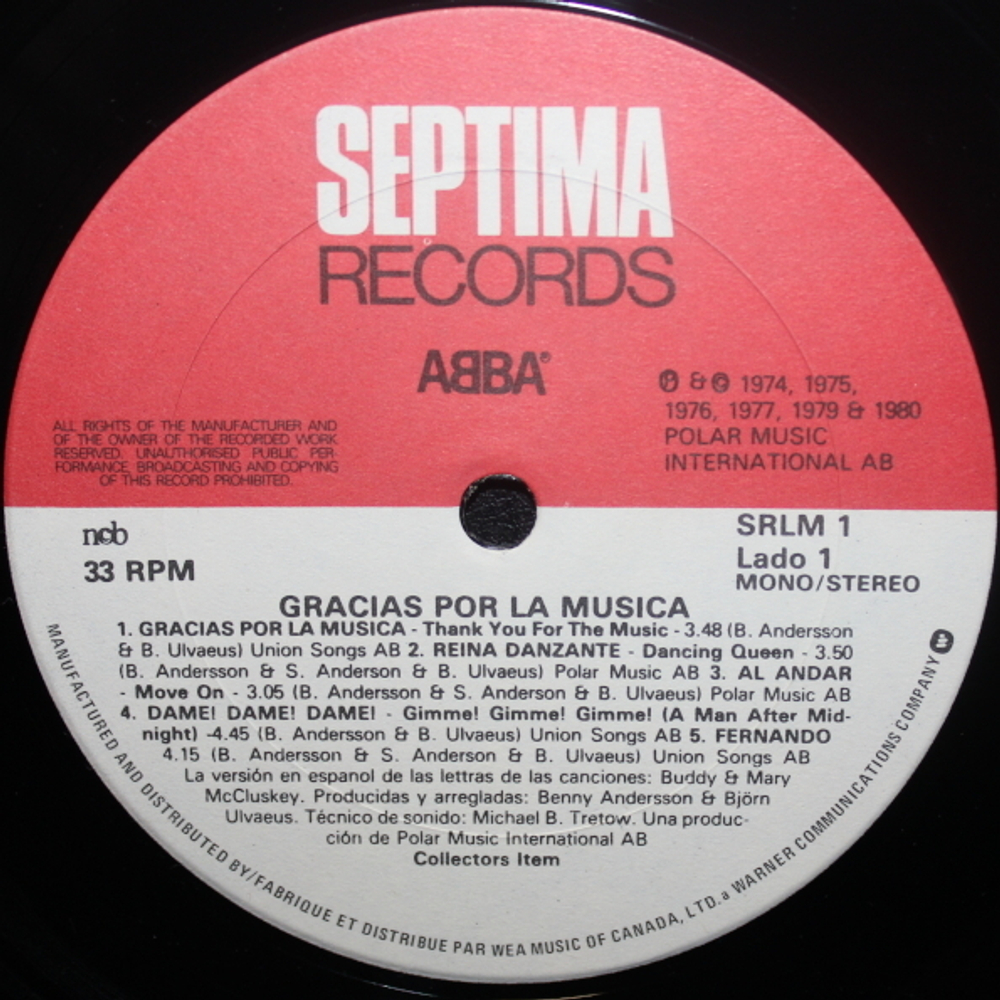 SEPTIMA
RECORDS
ABBA®
℗ & © 1974, 1975,
1976, 1977, 1979 & 1980
POLAR MUSIC
INTERNATIONAL AB
ALL RIGHTS OF THE MANUFACTURER AND
OF THE OWNER OF THE RECORDED WORK
RESERVED. UNAUTHORISED PUBLIC PER-
FORMANCE, BROADCASTING AND COPYING
OF THIS RECORD PROHIBITED.
ncb
33 RPM
SRLM 1
Lado 1
MONO/STEREO
GRACIAS POR LA MUSICA
1. GRACIAS POR LA MUSICA - Thank You For The Music - 3.48 (B. Andersson
& B. Ulvaeus) Union Songs AB 2. REINA DANZANTE - Dancing Queen - 3.50
(B. Andersson & S. Anderson & B. Ulvaeus) Polar Music AB 3. AL ANDAR
- Move On - 3.05 (B. Andersson & S. Anderson & B. Ulvaeus) Polar Music AB
4. DAME! DAME! DAME! - Gimme! Gimme! Gimme! (A Man After Mid-
night) -4.45 (B. Andersson & B. Ulvaeus) Union Songs AB 5. FERNANDO
4.15 (B. Andersson & S. Anderson & B. Ulvaeus) Union Songs AB
La versión en espanol de las letras de las canciones: Buddy & Mary
McCluskey. Producidas y arregladas: Benny Andersson & Björn
Ulvaeus. Técnico de sonido: Michael B. Tretow. Una produc-
ción de Polar Music International AB
Collectors Item
MANUFACTURED AND DISTRIBUTED BY/FABRIQUE ET DISTRIBUE PAR WEA MUSIC OF CANADA, LTD. a WARNER COMMUNICATIONS COMPANY